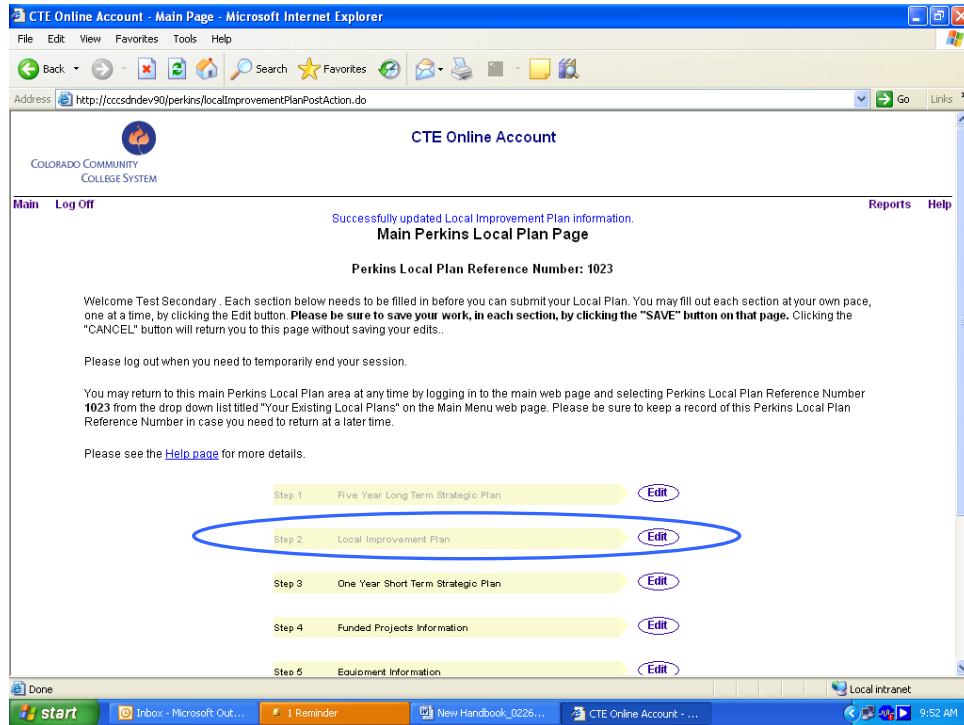 CTE Online Account - Main Page - Microsoft Internet Explorer
File Edit View Favorites Tools Help
Back Search Favorites
Address http://cccsdndev90/perkins/localImprovementPlanPostAction.do Go Links
COLORADO COMMUNITY
COLLEGE SYSTEM
CTE Online Account
Main Log Off Reports Help
Successfully updated Local Improvement Plan information.
Main Perkins Local Plan Page
Perkins Local Plan Reference Number: 1023
Welcome Test Secondary . Each section below needs to be filled in before you can submit your Local Plan. You may fill out each section at your own pace,
one at a time, by clicking the Edit button. Please be sure to save your work, in each section, by clicking the "SAVE" button on that page. Clicking the
"CANCEL" button will return you to this page without saving your edits..
Please log out when you need to temporarily end your session.
You may return to this main Perkins Local Plan area at any time by logging in to the main web page and selecting Perkins Local Plan Reference Number
1023 from the drop down list titled "Your Existing Local Plans" on the Main Menu web page. Please be sure to keep a record of this Perkins Local Plan
Reference Number in case you need to return at a later time.
Please see the Help page for more details.
Step 1 Five Year Long Term Strategic Plan Edit
Step 2 Local Improvement Plan Edit
Step 3 One Year Short Term Strategic Plan Edit
Step 4 Funded Projects Information Edit
Step 5 Equipment Information Edit
Done Local intranet
start Inbox - Microsoft Out... 1 Reminder New Handbook_0226... CTE Online Account - ... 9:52 AM